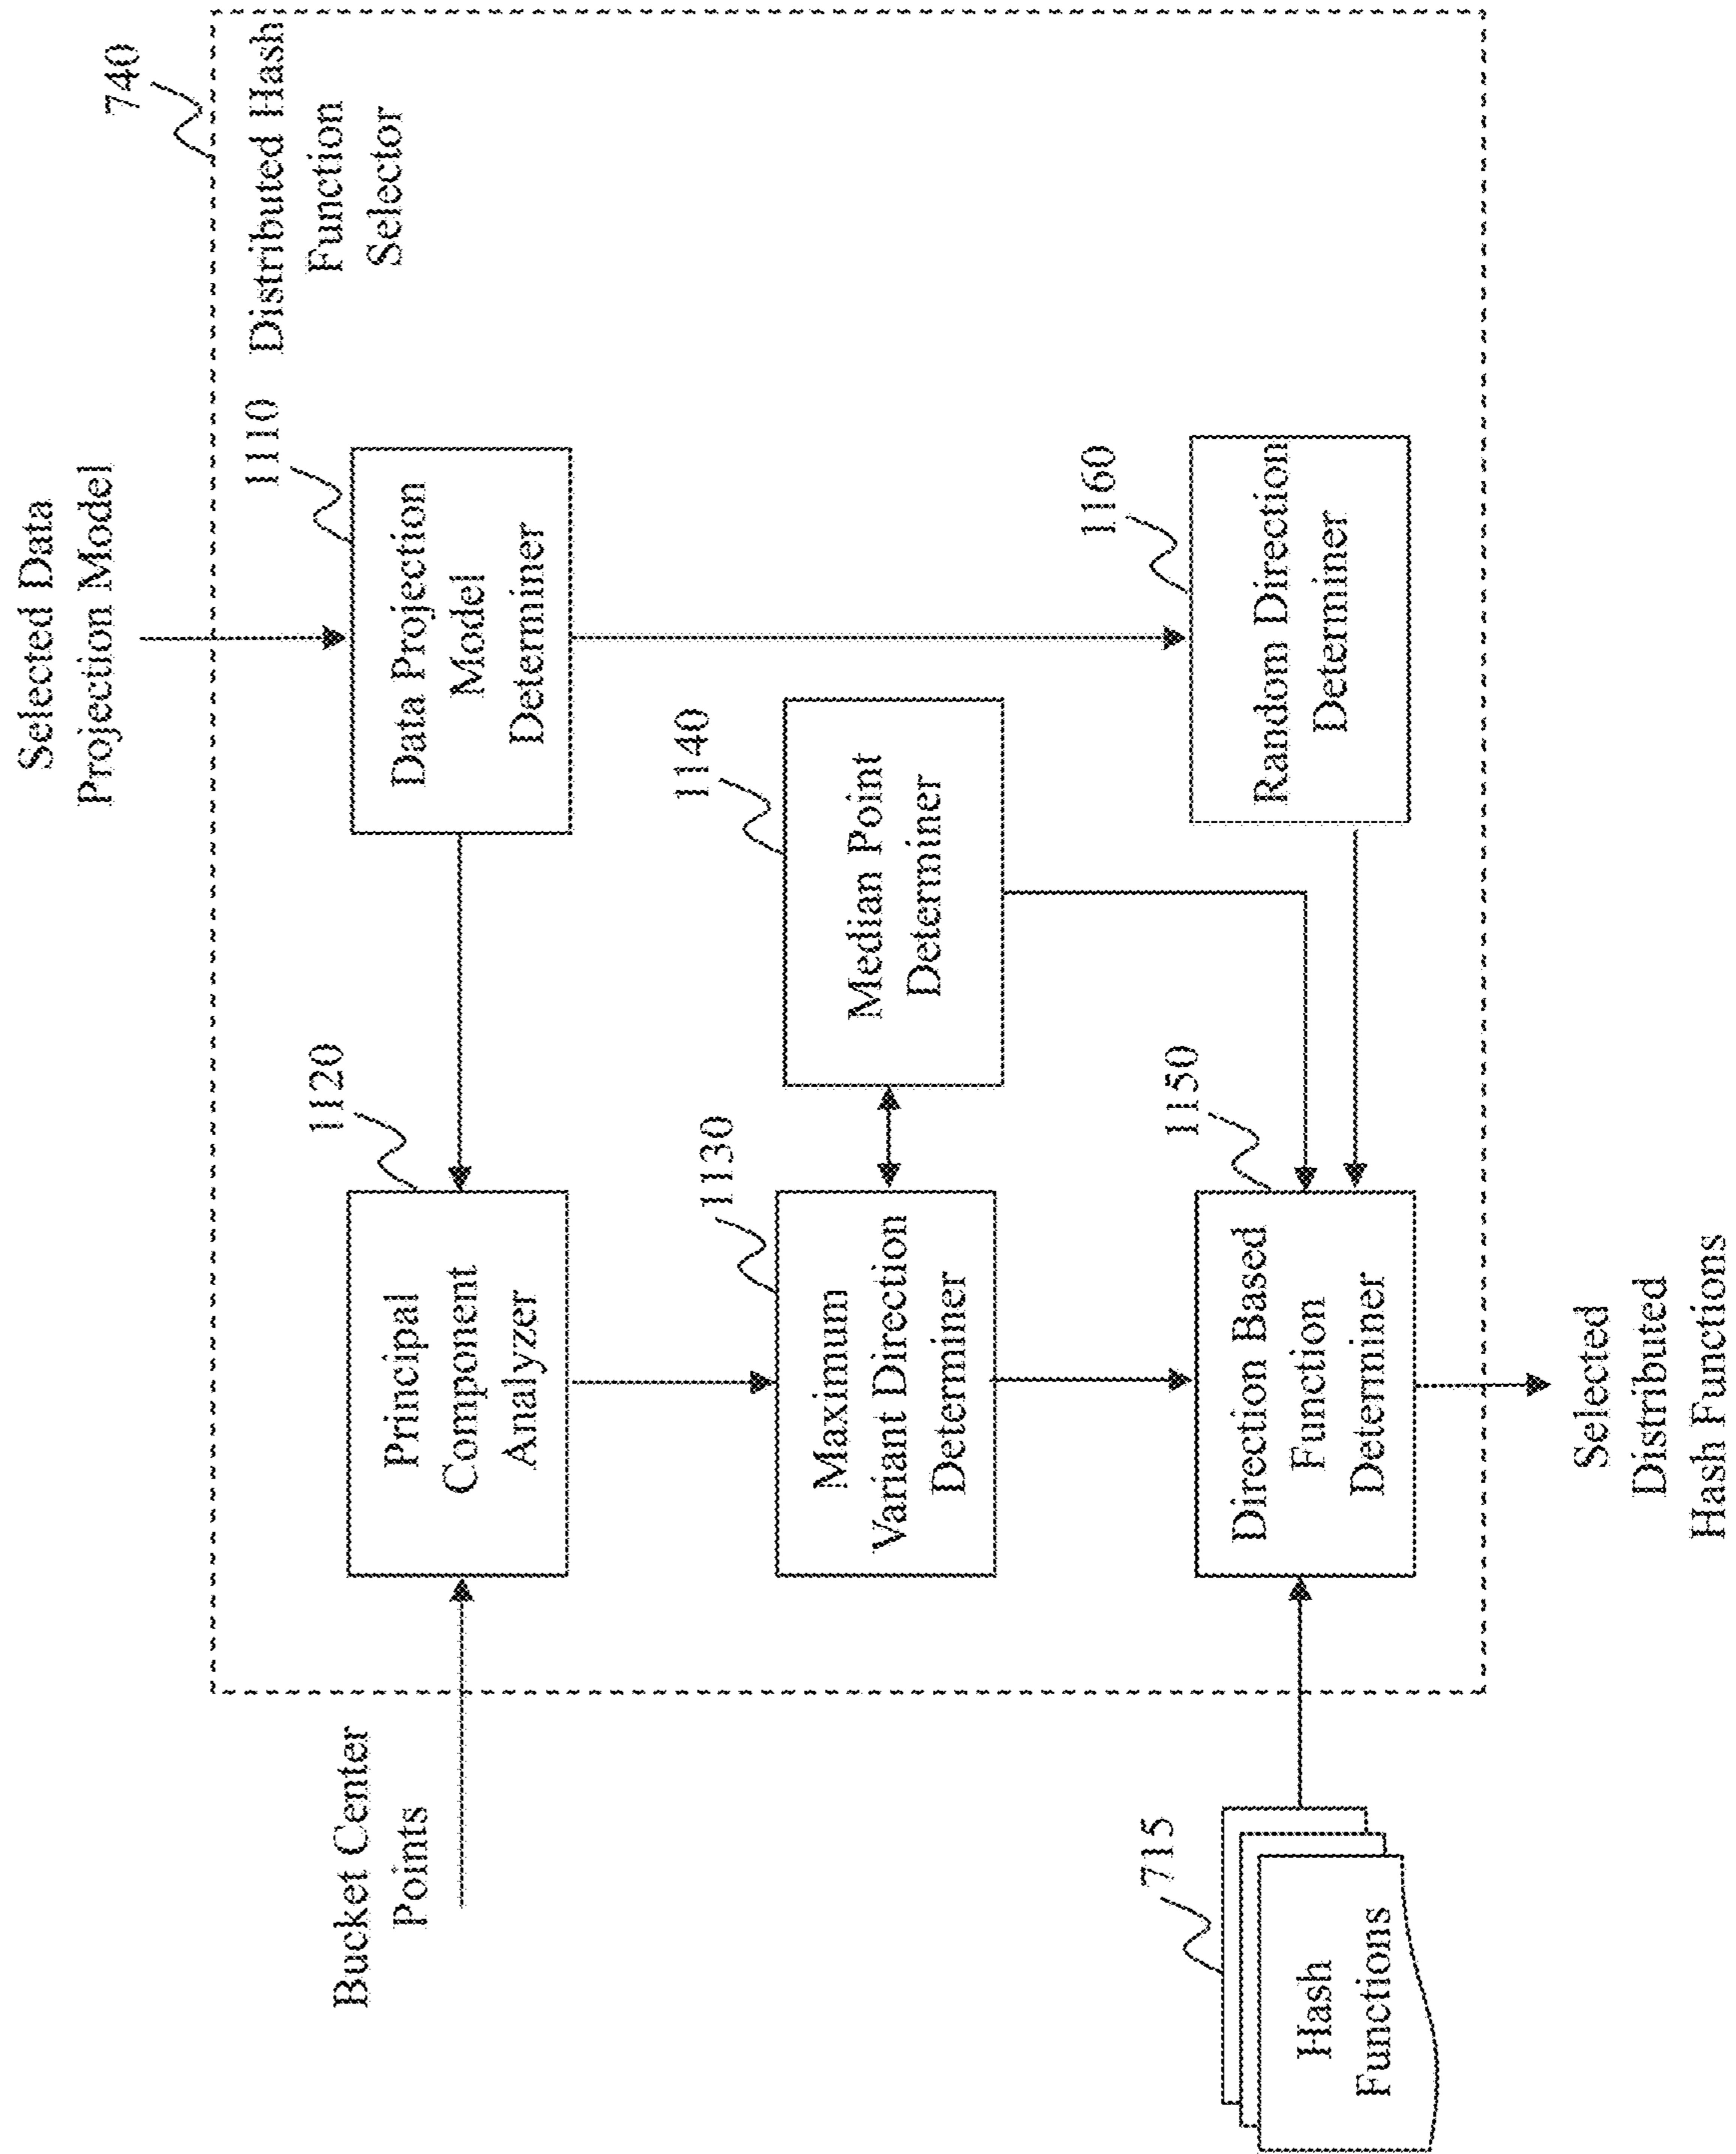 Selected Data
Projection Model
740
Distributed Hash
Function
Selector
Bucket Center
Points
1120
Principal
Component
Analyzer
1110
Data Projection
Model
Determiner
1130
Maximum
Variant Direction
Determiner
1140
Median Point
Determiner
715
Hash
Functions
1150
Direction Based
Function
Determiner
1160
Random Direction
Determiner
Selected
Distributed
Hash Functions